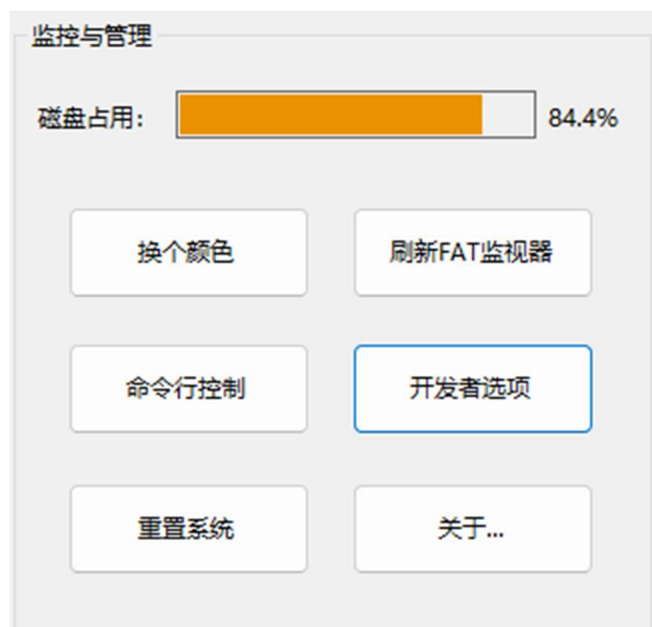 监控与管理
磁盘占用： 84.4%
换个颜色 刷新FAT监视器
命令行控制 开发者选项
重置系统 关于...